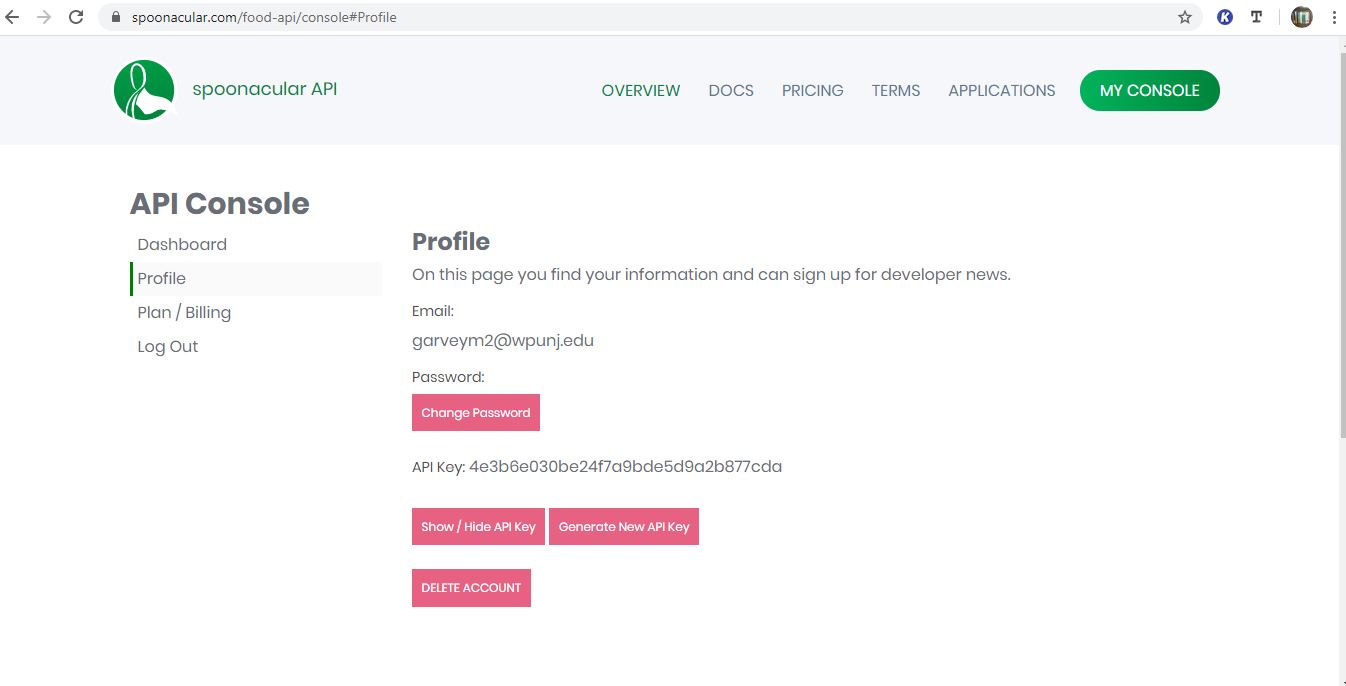 spoonacular.com/food-api/console#Profile
spoonacular API
OVERVIEW
DOCS
PRICING
TERMS
APPLICATIONS
MY CONSOLE
API Console
Dashboard
Profile
Plan / Billing
Log Out
Profile
On this page you find your information and can sign up for developer news.
Email:
garveym2@wpunj.edu
Password:
Change Password
API Key: 4e3b6e030be24f7a9bde5d9a2b877cda
Show / Hide API Key
Generate New API Key
DELETE ACCOUNT